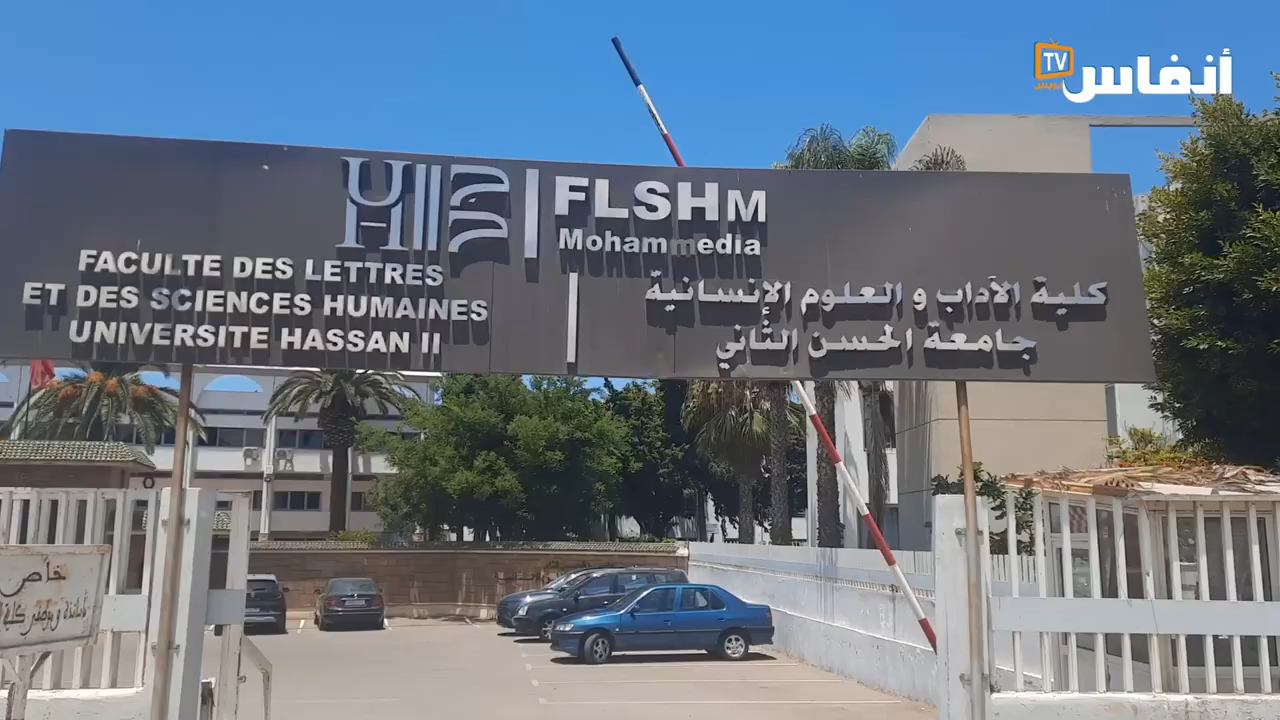 أنفاس
TV
بريس
FLSHM
Mohammedia
FACULTE DES LETTRES
ET DES SCIENCES HUMAINES
UNIVERSITE HASSAN II
كلية الآداب و العلوم الإنسانية
جامعة الحسن الثاني
خاص